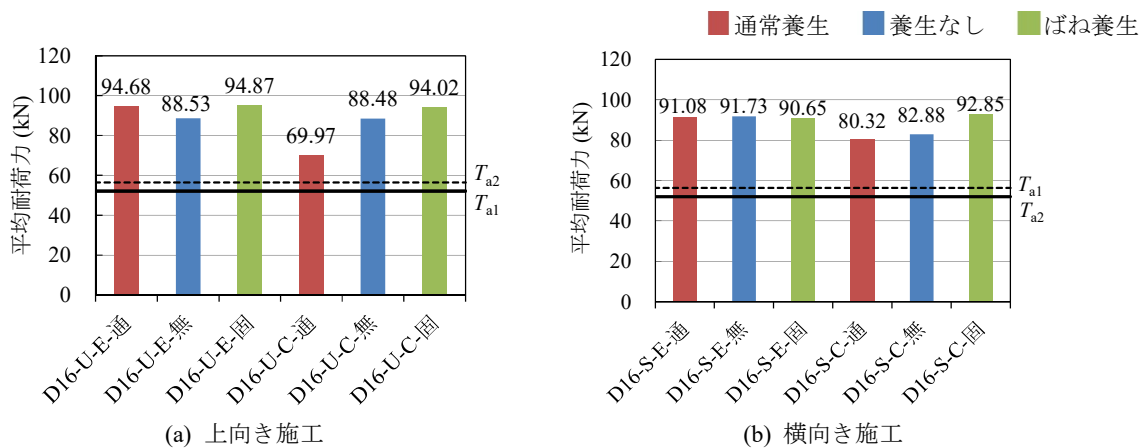 通常養生 養生なし ばね養生
平均耐荷力 (kN)
120
100
80
60
40
20
0
94.68 88.53 94.87 69.97 88.48 94.02
Ta2
Ta1
D16-U-E-通 D16-U-E-無 D16-U-E-固 D16-U-C-通 D16-U-C-無 D16-U-C-固
(a) 上向き施工
平均耐荷力 (kN)
120
100
80
60
40
20
0
91.08 91.73 90.65 80.32 82.88 92.85
Ta1
Ta2
D16-S-E-通 D16-S-E-無 D16-S-E-固 D16-S-C-通 D16-S-C-無 D16-S-C-固
(b) 横向き施工